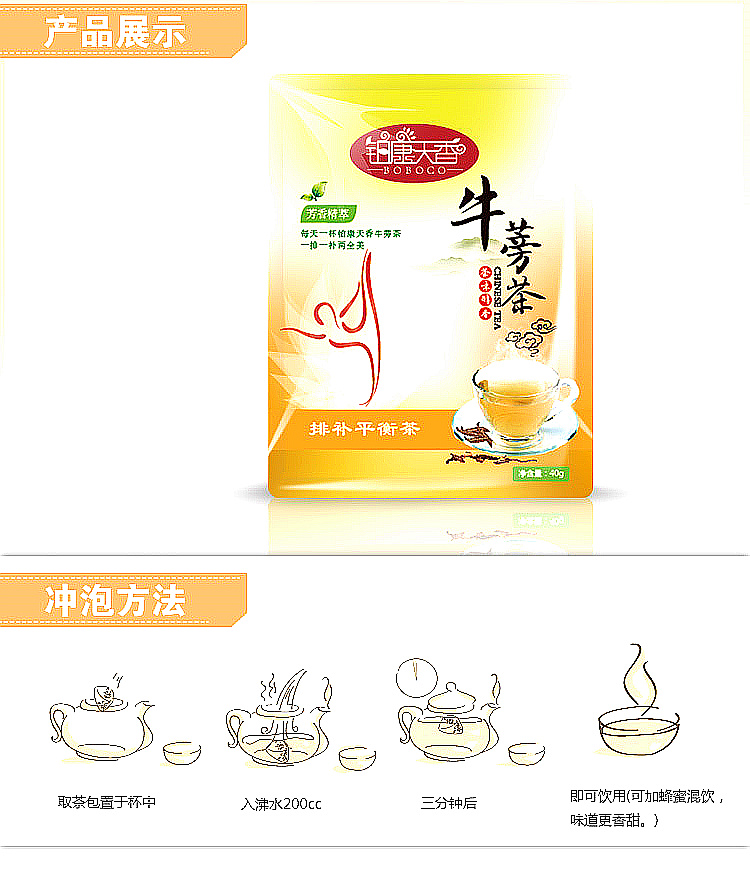 产品展示
铂康天香
BOBOCO
芳香精萃
每天一杯铂康天香牛蒡茶
一排一补两全美
牛蒡茶
CHINESE TEA
排补平衡茶
净含量：40g
冲泡方法
取茶包置于杯中
入沸水200cc
三分钟后
即可饮用(可加蜂蜜混饮，
味道更香甜。)